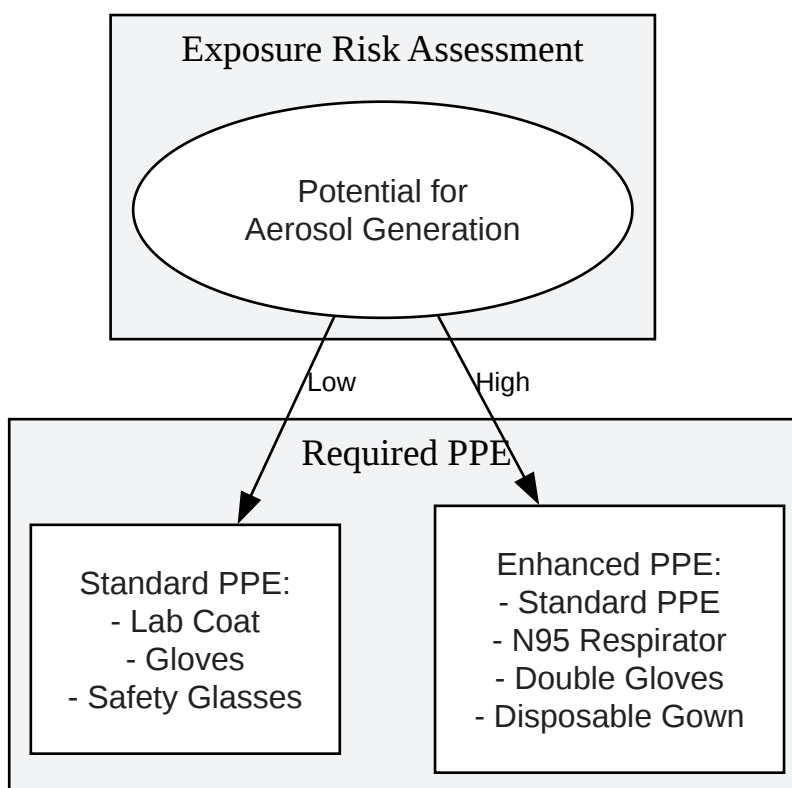 Exposure Risk Assessment
Potential for
Aerosol Generation
Low
High
Required PPE
Standard PPE:
- Lab Coat
- Gloves
- Safety Glasses
Enhanced PPE:
- Standard PPE
- N95 Respirator
- Double Gloves
- Disposable Gown